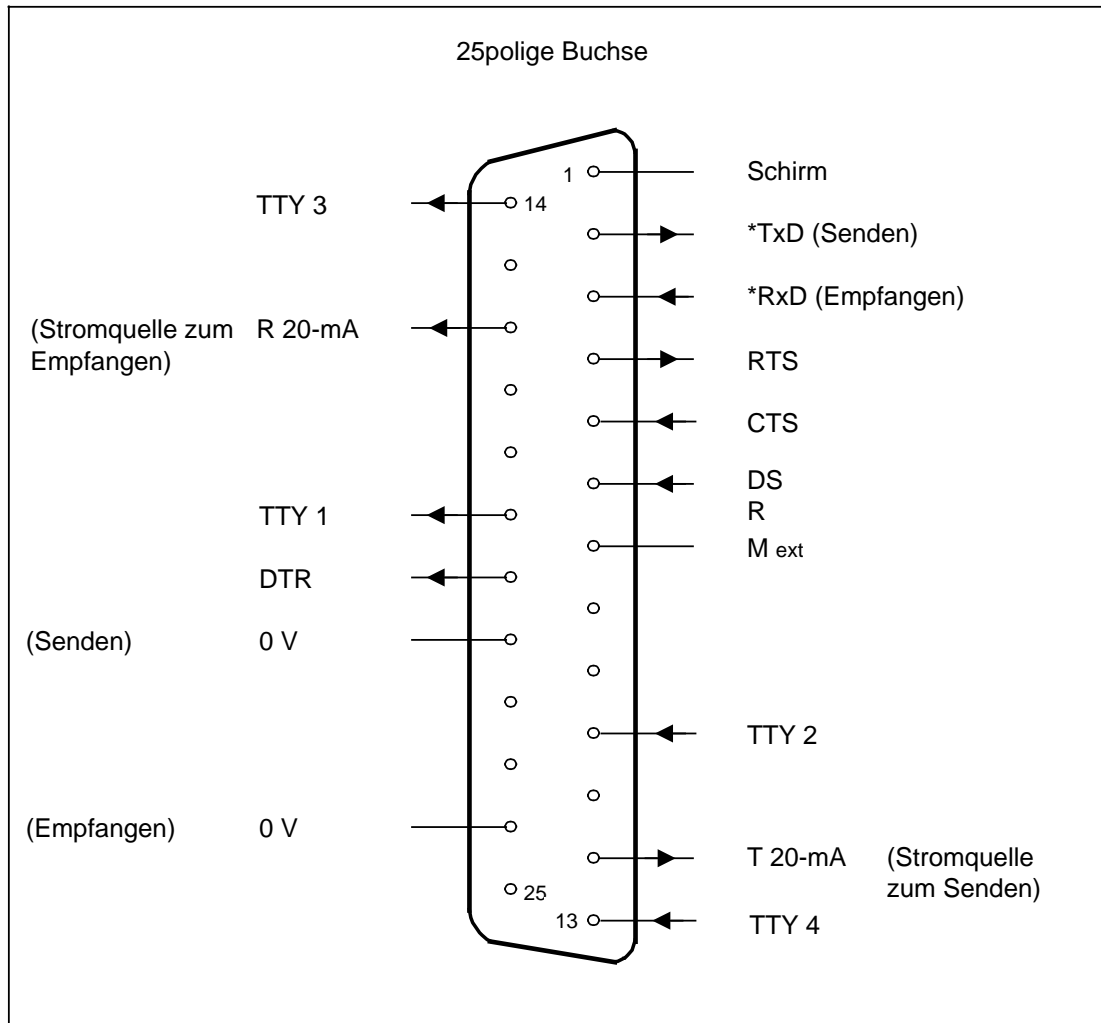 25polige Buchse
1
Schirm
TTY 3
14
*TxD (Senden)
*RxD (Empfangen)
(Stromquelle zum
Empfangen)
R 20-mA
RTS
CTS
DS
R
TTY 1
M ext
DTR
(Senden)
0 V
TTY 2
(Empfangen)
0 V
T 20-mA
(Stromquelle
zum Senden)
25
13
TTY 4